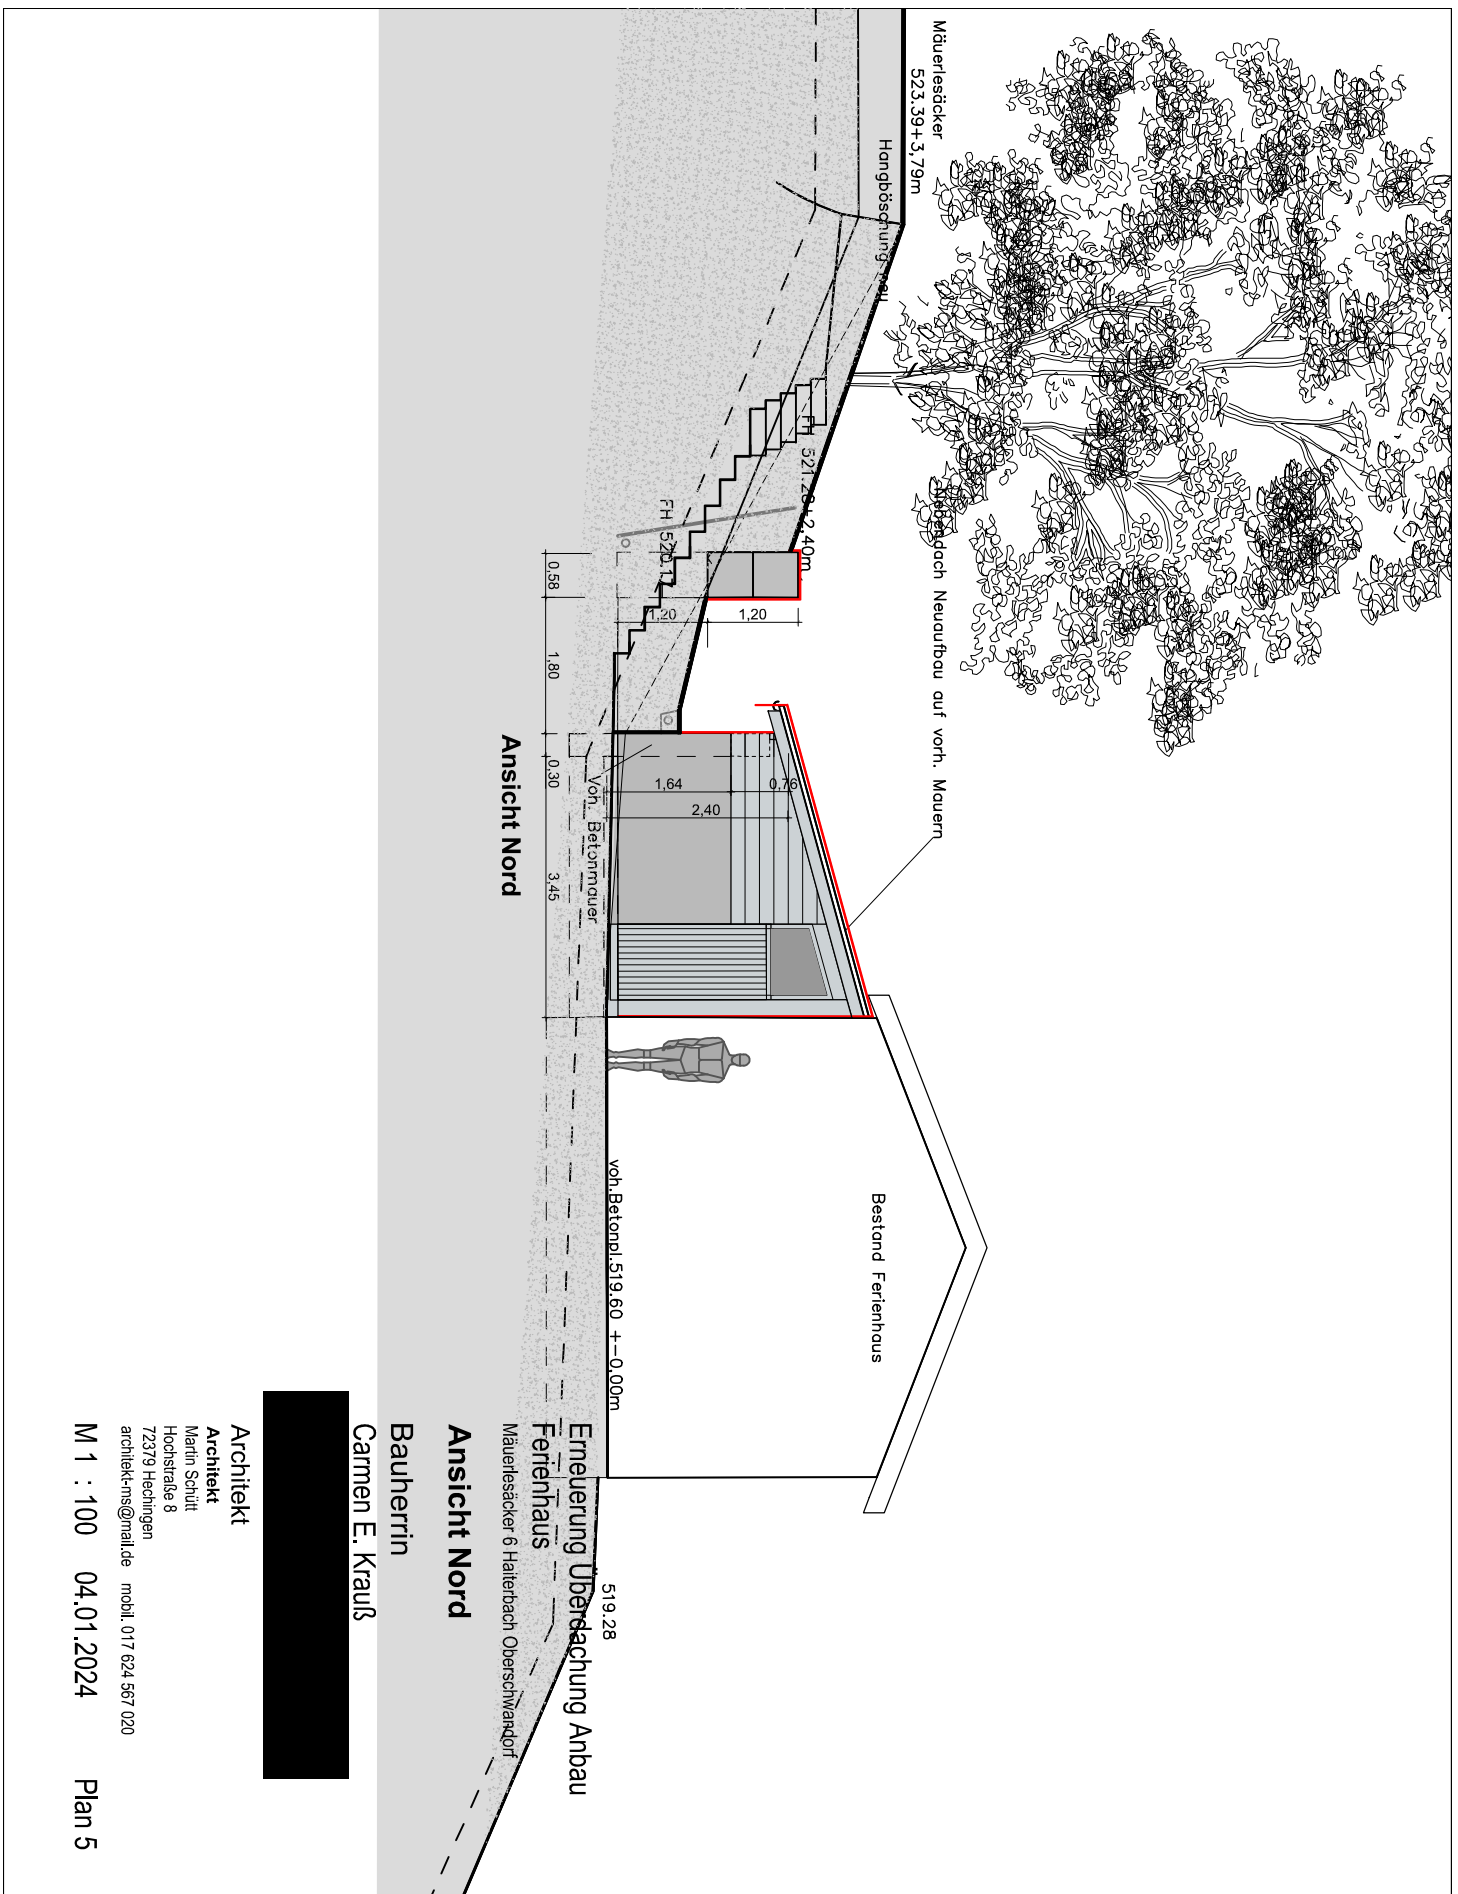 Mäuerlesäcker
523.39+3,79m
Hangböschung neu
Nebendach Neuaufbau auf vorh. Mauern
FH 521.20+2,40m
FH 520.17
0,58
1,80
0,30
3,45
1,20
1,20
1,64
0,76
2,40
Voh. Betonmauer
Ansicht Nord
Bestand Ferienhaus
voh.Betonpl.519.60 +-0,00m
519.28
Erneuerung Überdachung Anbau
Ferienhaus
Mäuerlesäcker 6 Haiterbach Oberschwandorf
Ansicht Nord
Bauherrin
Carmen E. Krauß
Architekt
Architekt
Martin Schütt
Hochstraße 8
72379 Hechingen
architekt-ms@mail.de mobil. 017 624 567 020
M 1 : 100 04.01.2024 Plan 5